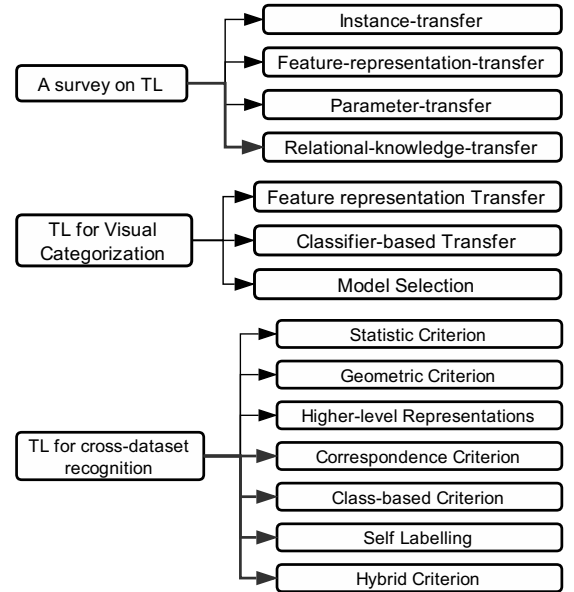 A survey on TL
Instance-transfer
Feature-representation-transfer
Parameter-transfer
Relational-knowledge-transfer
TL for Visual
Categorization
Feature representation Transfer
Classifier-based Transfer
Model Selection
TL for cross-dataset
recognition
Statistic Criterion
Geometric Criterion
Higher-level Representations
Correspondence Criterion
Class-based Criterion
Self Labelling
Hybrid Criterion